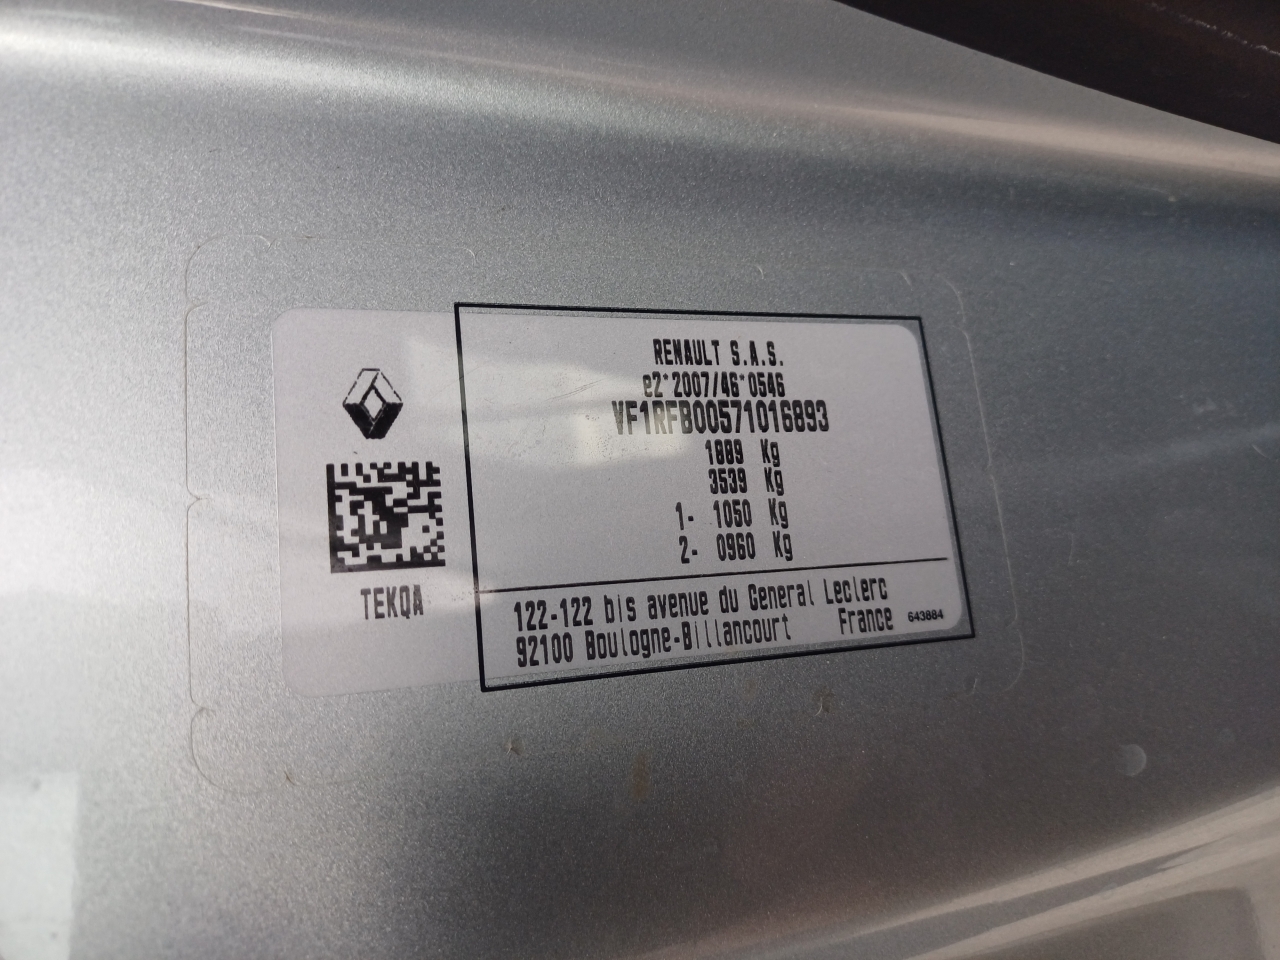 RENAULT S.A.S.
e2*2007/46*0546
VF1RFB00571016893
1889 Kg
3539 Kg
1- 1050 Kg
2- 0960 Kg
TEKQA
122-122 bis avenue du General Leclerc
92100 Boulogne-Billancourt France 643884